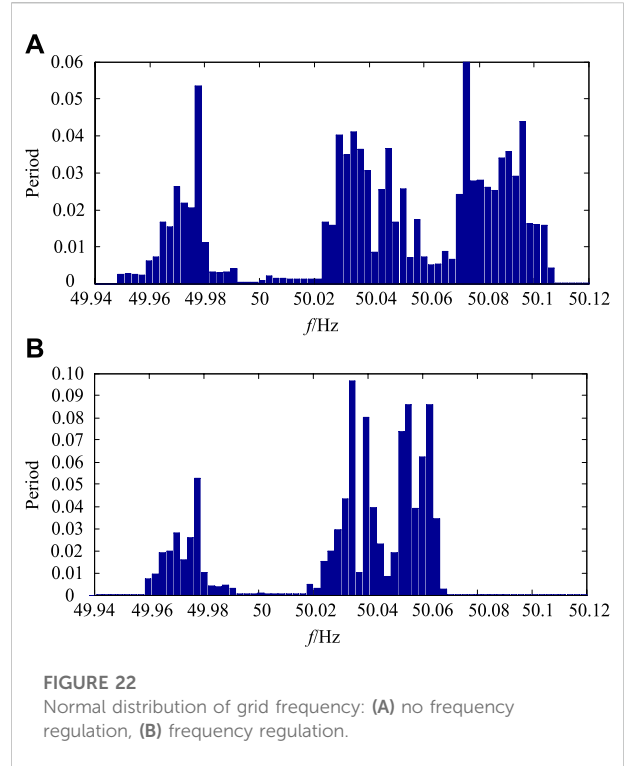 A
0.06
0.05
0.04
0.03
0.02
0.01
0
Period
49.94 49.96 49.98 50 50.02 50.04 50.06 50.08 50.1 50.12
f/Hz
B
0.10
0.09
0.08
0.07
0.06
0.05
0.04
0.03
0.02
0.01
0
Period
49.94 49.96 49.98 50 50.02 50.04 50.06 50.08 50.1 50.12
f/Hz
FIGURE 22
Normal distribution of grid frequency: (A) no frequency
regulation, (B) frequency regulation.